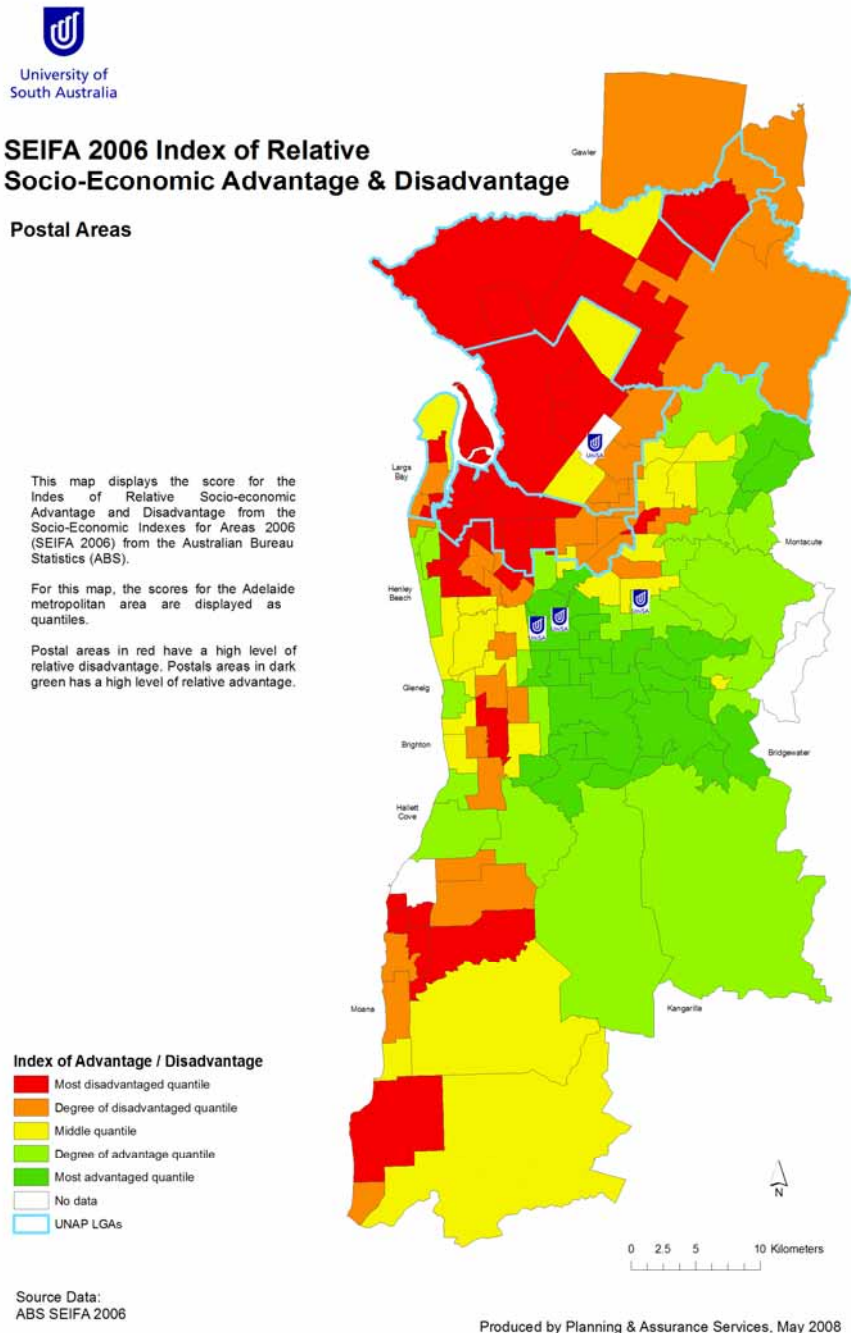 University of
South Australia
SEIFA 2006 Index of Relative
Socio-Economic Advantage & Disadvantage
Postal Areas
Gawler
This map displays the score for the
Index of Relative Socio-economic
Advantage and Disadvantage from the
Socio-Economic Indexes for Areas 2006
(SEIFA 2006) from the Australian Bureau
Statistics (ABS).
For this map, the scores for the Adelaide
metropolitan area are displayed as
quantiles.
Postal areas in red have a high level of
relative disadvantage. Postals areas in dark
green has a high level of relative advantage.
UniSA
Largs
Bay
Montacute
Henley
Beach
UniSA
UniSA
UniSA
Glenelg
Brighton
Bridgewater
Hallett
Cove
Moana
Kangarilla
Index of Advantage / Disadvantage
Most disadvantaged quantile
Degree of disadvantaged quantile
Middle quantile
Degree of advantage quantile
Most advantaged quantile
No data
UNAP LGAs
N
0 2.5 5 10 Kilometers
Source Data:
ABS SEIFA 2006
Produced by Planning & Assurance Services, May 2008